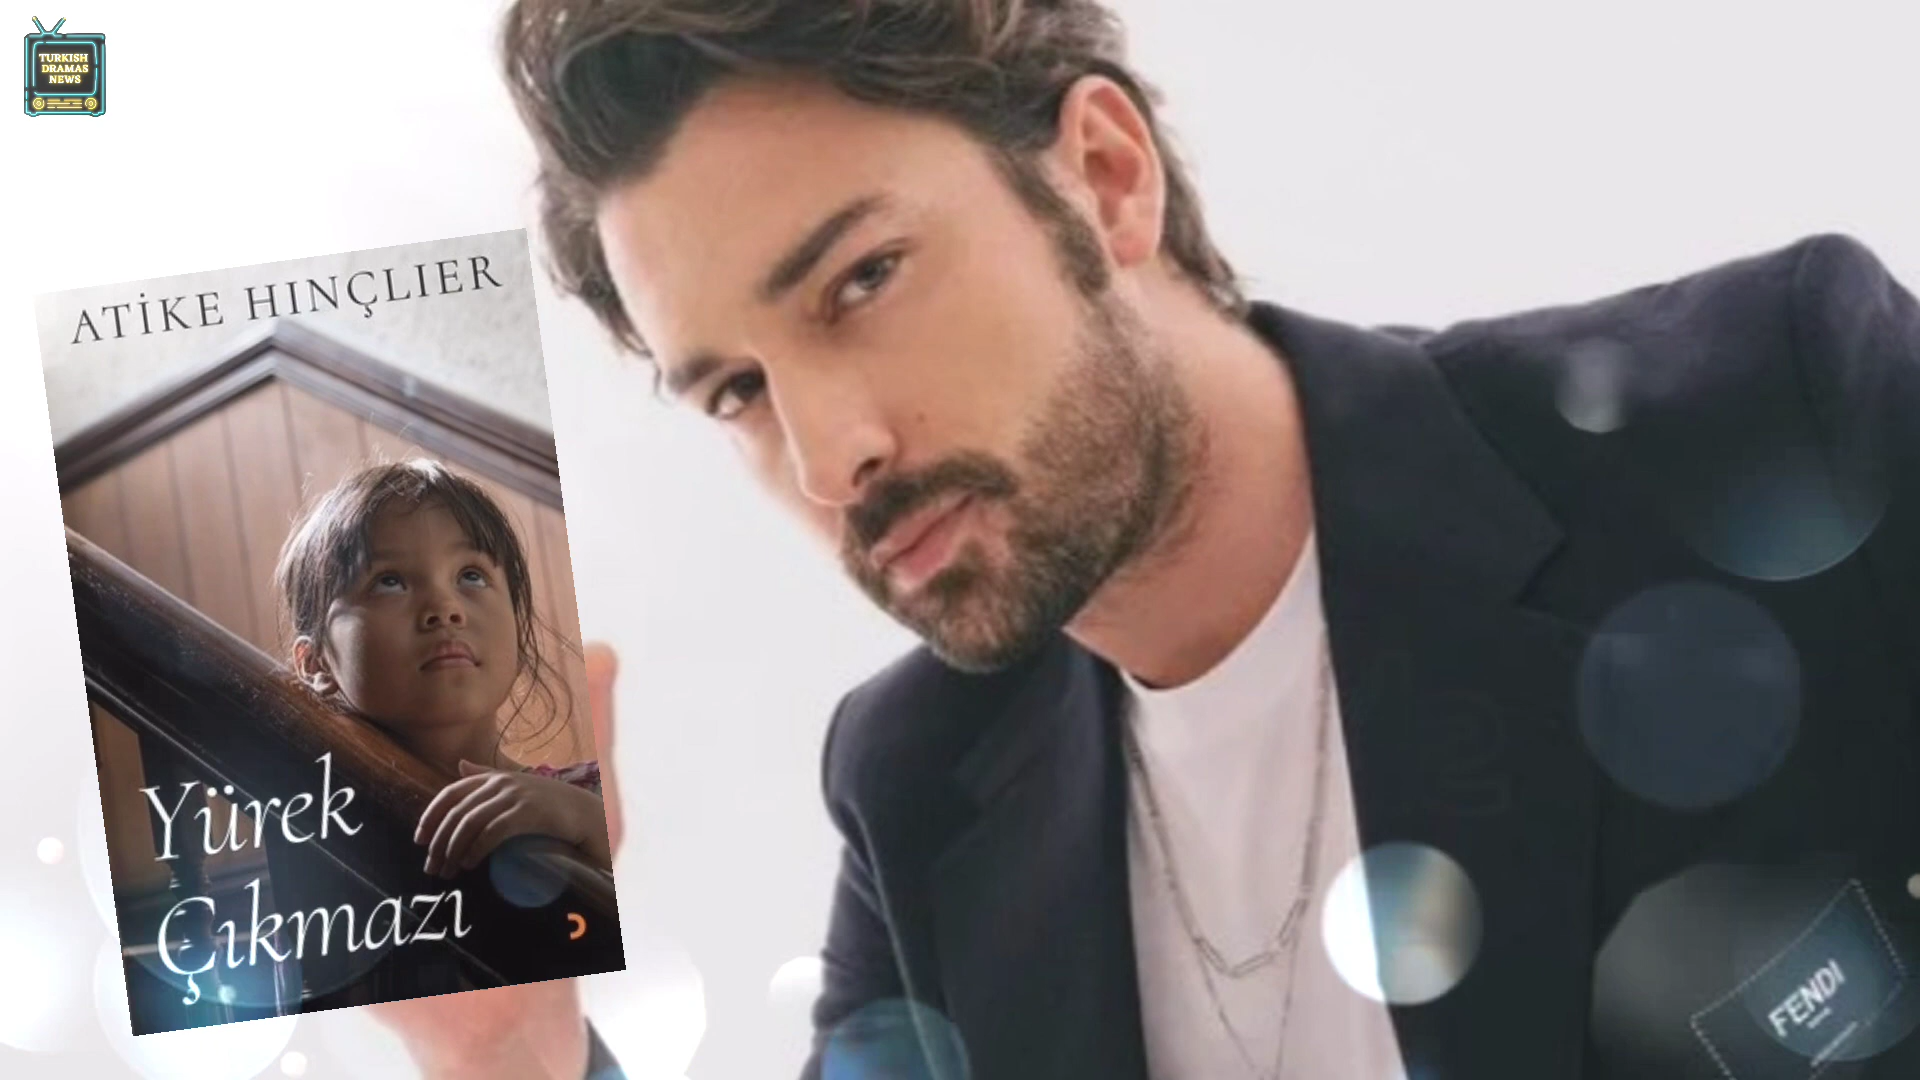 TURKISH
DRAMAS
NEWS
ATİKE HINÇLIER
Yürek
Çıkmazı
FENDI